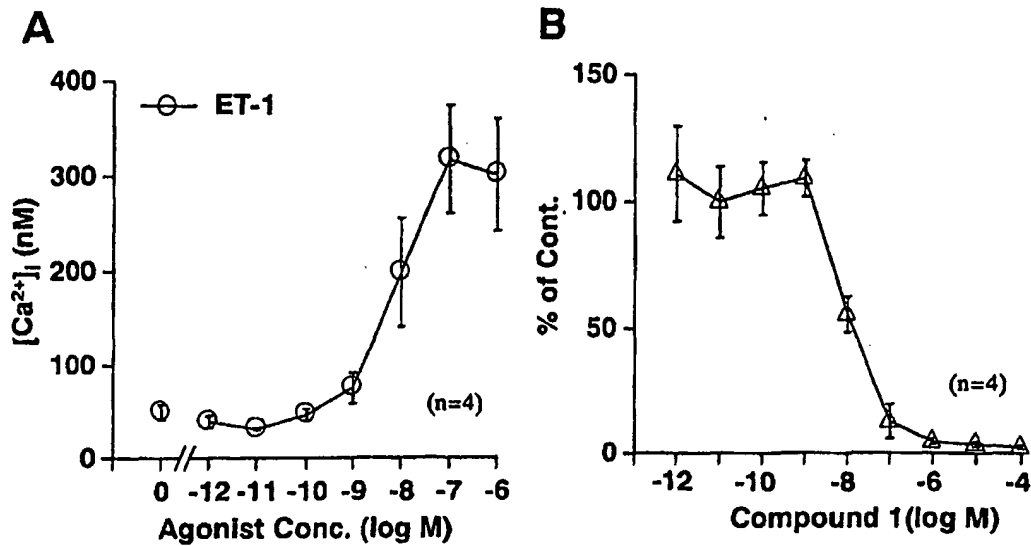 A
400
300
200
100
0
[Ca²⁺]i (nM)
ET-1
(n=4)
0 -12 -11 -10 -9 -8 -7 -6
Agonist Conc. (log M)
B
150
100
50
0
% of Cont.
(n=4)
-12 -10 -8 -6 -4
Compound 1(log M)